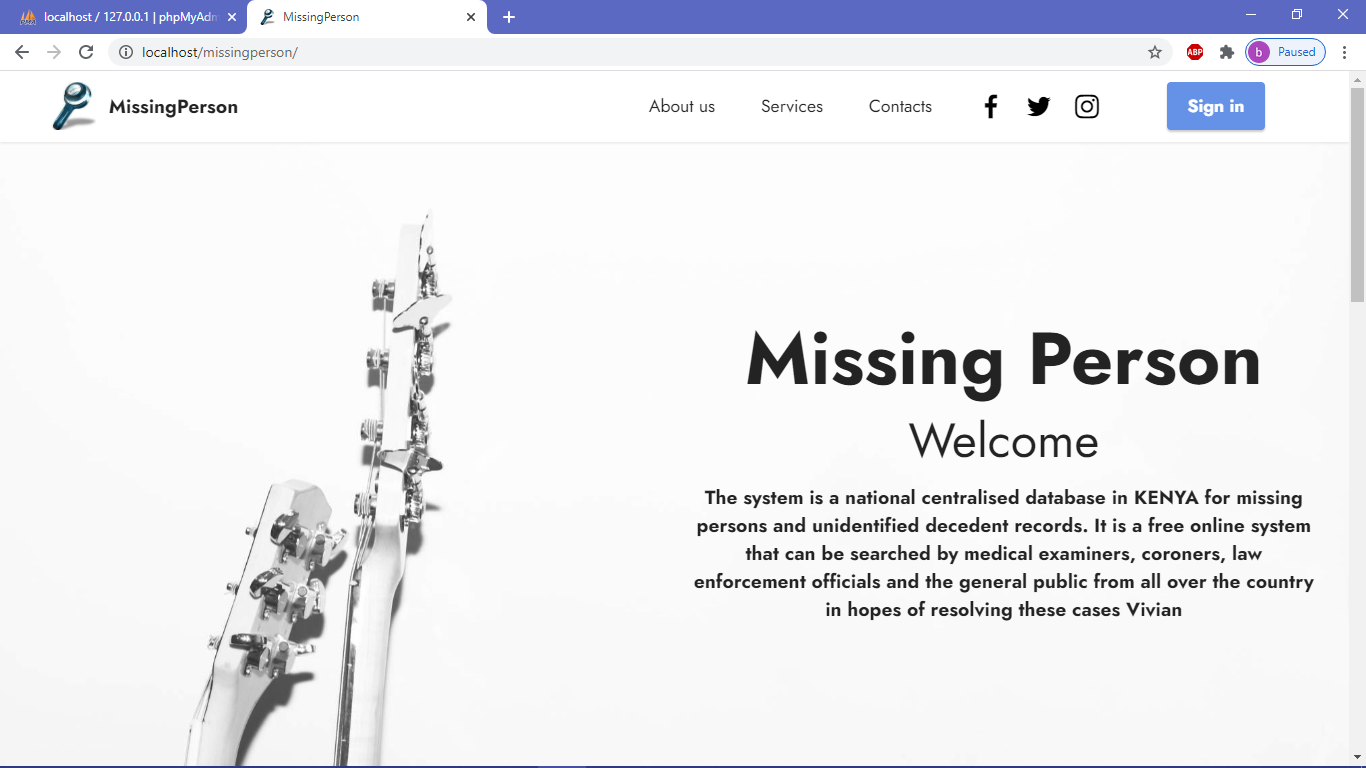 localhost / 127.0.0.1 | phpMyAdm
MissingPerson
localhost/missingperson/
ABP
b
Paused
MissingPerson
About us
Services
Contacts
Sign in
Missing Person
Welcome
The system is a national centralised database in KENYA for missing
persons and unidentified decedent records. It is a free online system
that can be searched by medical examiners, coroners, law
enforcement officials and the general public from all over the country
in hopes of resolving these cases Vivian